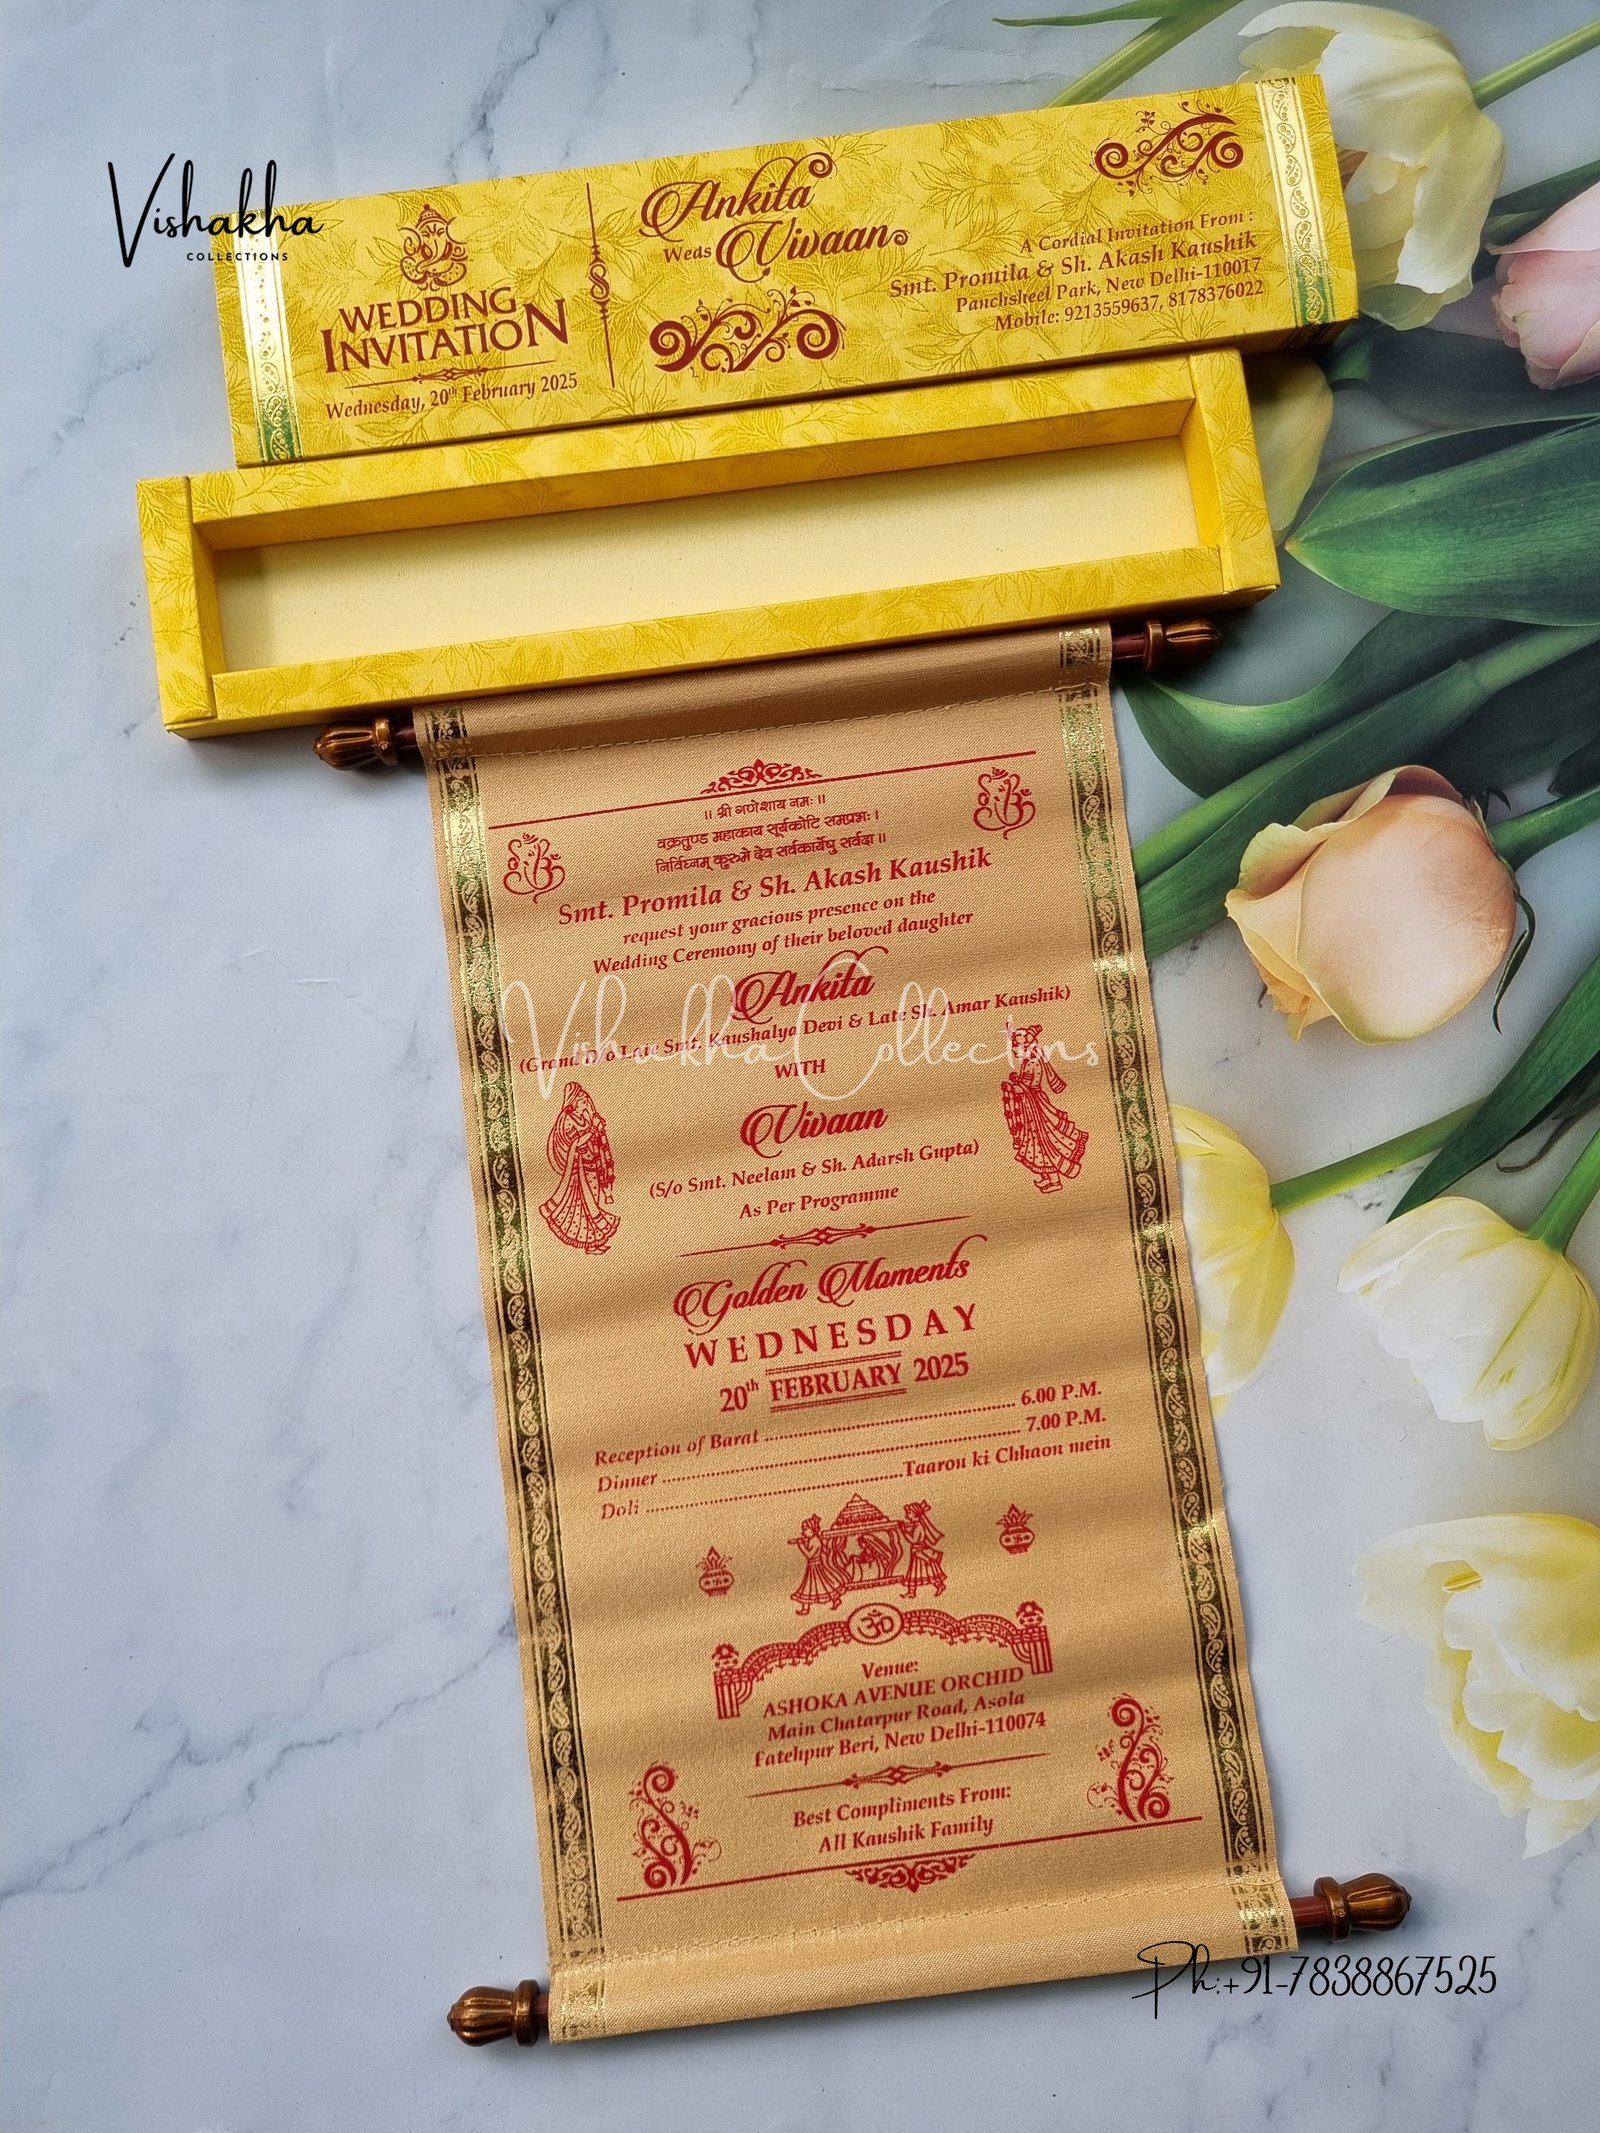 Vishakha
COLLECTIONS
WEDDING
INVITATION
Wednesday, 20th February 2025
Ankita
Weds Vivaan
A Cordial Invitation From :
Smt. Promila & Sh. Akash Kaushik
Panchsheel Park, New Delhi-110017
Mobile: 9213559637, 8178376022
॥ श्री गणेशाय नमः ॥
वक्रतुण्ड महाकाय सूर्यकोटि समप्रभः।
निर्विघ्नम् कुरुमे देव सर्वकार्येषु सर्वदा॥
Smt. Promila & Sh. Akash Kaushik
request your gracious presence on the
Wedding Ceremony of their beloved daughter
Ankita
(Grand D/o Late Smt. Kaushalya Devi & Late Sh. Amar Kaushik)
Vishakha Collections
WITH
Vivaan
(S/o Smt. Neelam & Sh. Adarsh Gupta)
As Per Programme
Golden Moments
WEDNESDAY
20th FEBRUARY 2025
Reception of Barat ........................................ 6.00 P.M.
Dinner ........................................ 7.00 P.M.
Doli ........................................Taaron ki Chhaon mein
ॐ
Venue:
ASHOKA AVENUE ORCHID
Main Chatarpur Road, Asola
Fatehpur Beri, New Delhi-110074
Best Compliments From:
All Kaushik Family
Ph:+91-7838867525